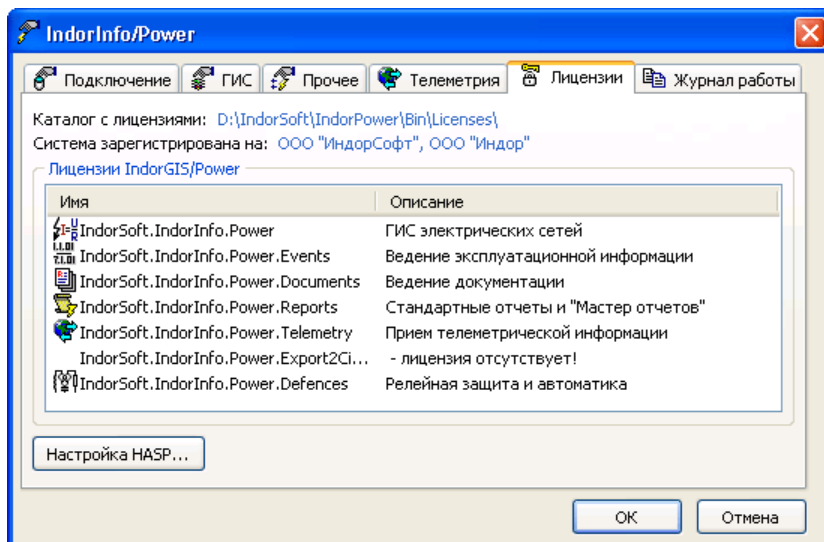 IndorInfo/Power
Подключение ГИС Прочее Телеметрия Лицензии Журнал работы
Каталог с лицензиями: D:\IndorSoft\IndorPower\Bin\Licenses\
Система зарегистрирована на: ООО "ИндорСофт", ООО "Индор"
Лицензии IndorGIS/Power
Имя Описание
IndorSoft.IndorInfo.Power ГИС электрических сетей
IndorSoft.IndorInfo.Power.Events Ведение эксплуатационной информации
IndorSoft.IndorInfo.Power.Documents Ведение документации
IndorSoft.IndorInfo.Power.Reports Стандартные отчеты и "Мастер отчетов"
IndorSoft.IndorInfo.Power.Telemetry Прием телеметрической информации
IndorSoft.IndorInfo.Power.Export2Ci... - лицензия отсутствует!
IndorSoft.IndorInfo.Power.Defences Релейная защита и автоматика
Настройка HASP...
ОК Отмена